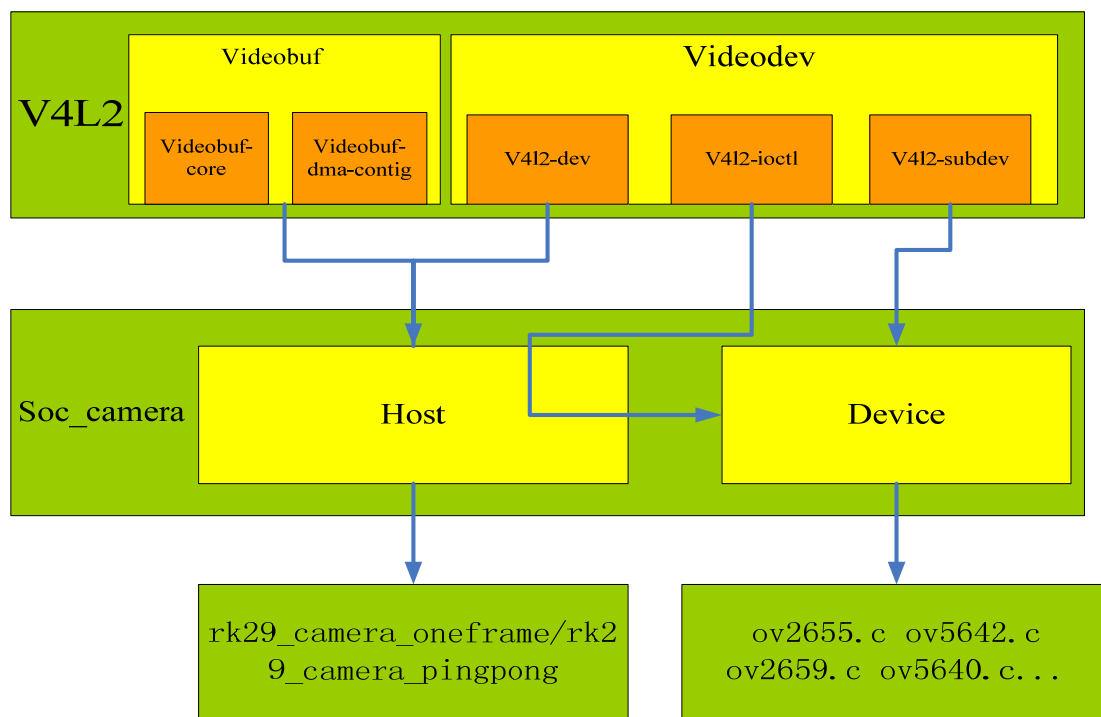 Videobuf
Videodev
V4L2
Videobuf-
core
Videobuf-
dma-contig
V4l2-dev
V4l2-ioctl
V4l2-subdev
Soc_camera
Host
Device
rk29_camera_oneframe/rk2
9_camera_pingpong
ov2655.c ov5642.c
ov2659.c ov5640.c...